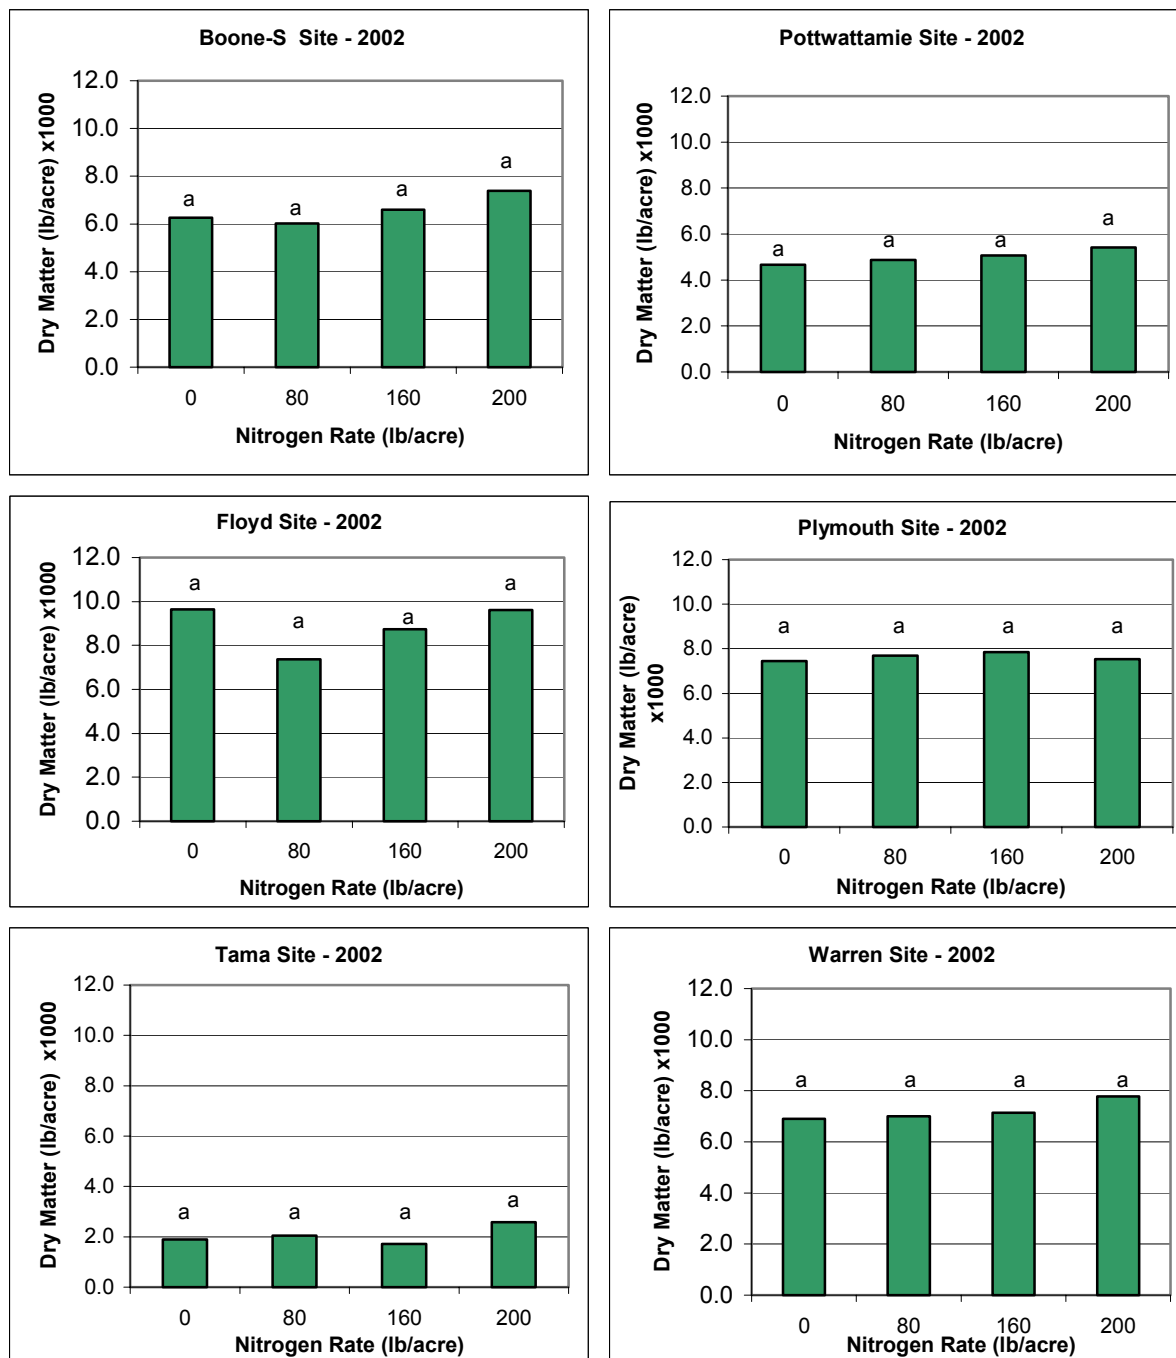 Boone-S  Site - 2002
Dry Matter (lb/acre) x1000
12.0
10.0
8.0
6.0
4.0
2.0
0.0
a a a a
0 80 160 200
Nitrogen Rate (lb/acre)
Pottwattamie Site - 2002
Dry Matter (lb/acre) x1000
12.0
10.0
8.0
6.0
4.0
2.0
0.0
a a a a
0 80 160 200
Nitrogen Rate (lb/acre)
Floyd Site - 2002
Dry Matter (lb/acre) x1000
12.0
10.0
8.0
6.0
4.0
2.0
0.0
a a a a
0 80 160 200
Nitrogen Rate (lb/acre)
Plymouth Site - 2002
Dry Matter (lb/acre)
x1000
12.0
10.0
8.0
6.0
4.0
2.0
0.0
a a a a
0 80 160 200
Nitrogen Rate (lb/acre)
Tama Site - 2002
Dry Matter (lb/acre)  x1000
12.0
10.0
8.0
6.0
4.0
2.0
0.0
a a a a
0 80 160 200
Nitrogen Rate (lb/acre)
Warren Site - 2002
Dry Matter (lb/acre) x1000
12.0
10.0
8.0
6.0
4.0
2.0
0.0
a a a a
0 80 160 200
Nitrogen Rate (lb/acre)